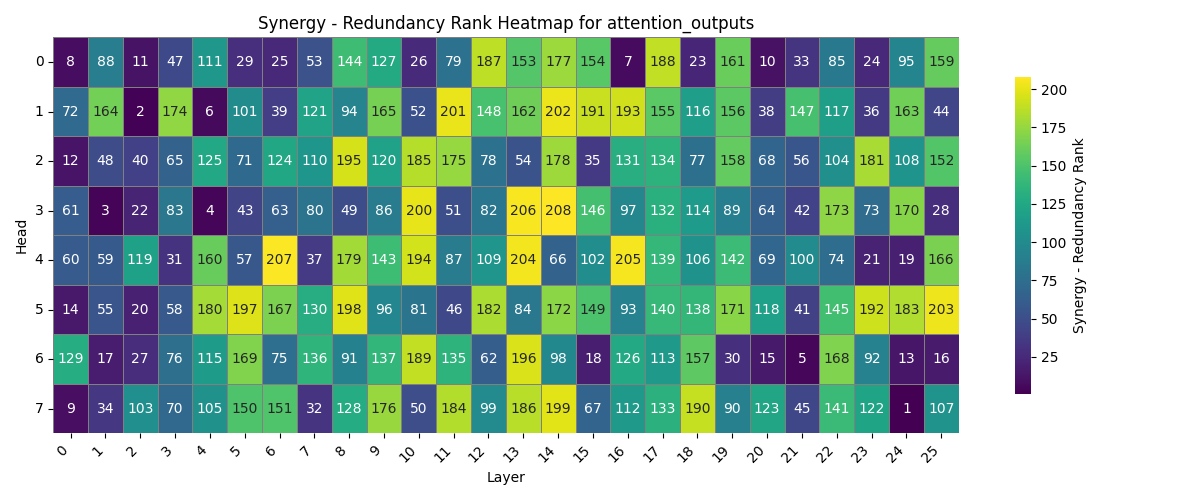 Synergy - Redundancy Rank Heatmap for attention_outputs
0 8 88 11 47 111 29 25 53 144 127 26 79 187 153 177 154 7 188 23 161 10 33 85 24 95 159
1 72 164 2 174 6 101 39 121 94 165 52 201 148 162 202 191 193 155 116 156 38 147 117 36 163 44
2 12 48 40 65 125 71 124 110 195 120 185 175 78 54 178 35 131 134 77 158 68 56 104 181 108 152
3 61 3 22 83 4 43 63 80 49 86 200 51 82 206 208 146 97 132 114 89 64 42 173 73 170 28
4 60 59 119 31 160 57 207 37 179 143 194 87 109 204 66 102 205 139 106 142 69 100 74 21 19 166
5 14 55 20 58 180 197 167 130 198 96 81 46 182 84 172 149 93 140 138 171 118 41 145 192 183 203
6 129 17 27 76 115 169 75 136 91 137 189 135 62 196 98 18 126 113 157 30 15 5 168 92 13 16
7 9 34 103 70 105 150 151 32 128 176 50 184 99 186 199 67 112 133 190 90 123 45 141 122 1 107
Head
0 1 2 3 4 5 6 7 8 9 10 11 12 13 14 15 16 17 18 19 20 21 22 23 24 25
Layer
200
175
150
125
100
75
50
25
Synergy - Redundancy Rank